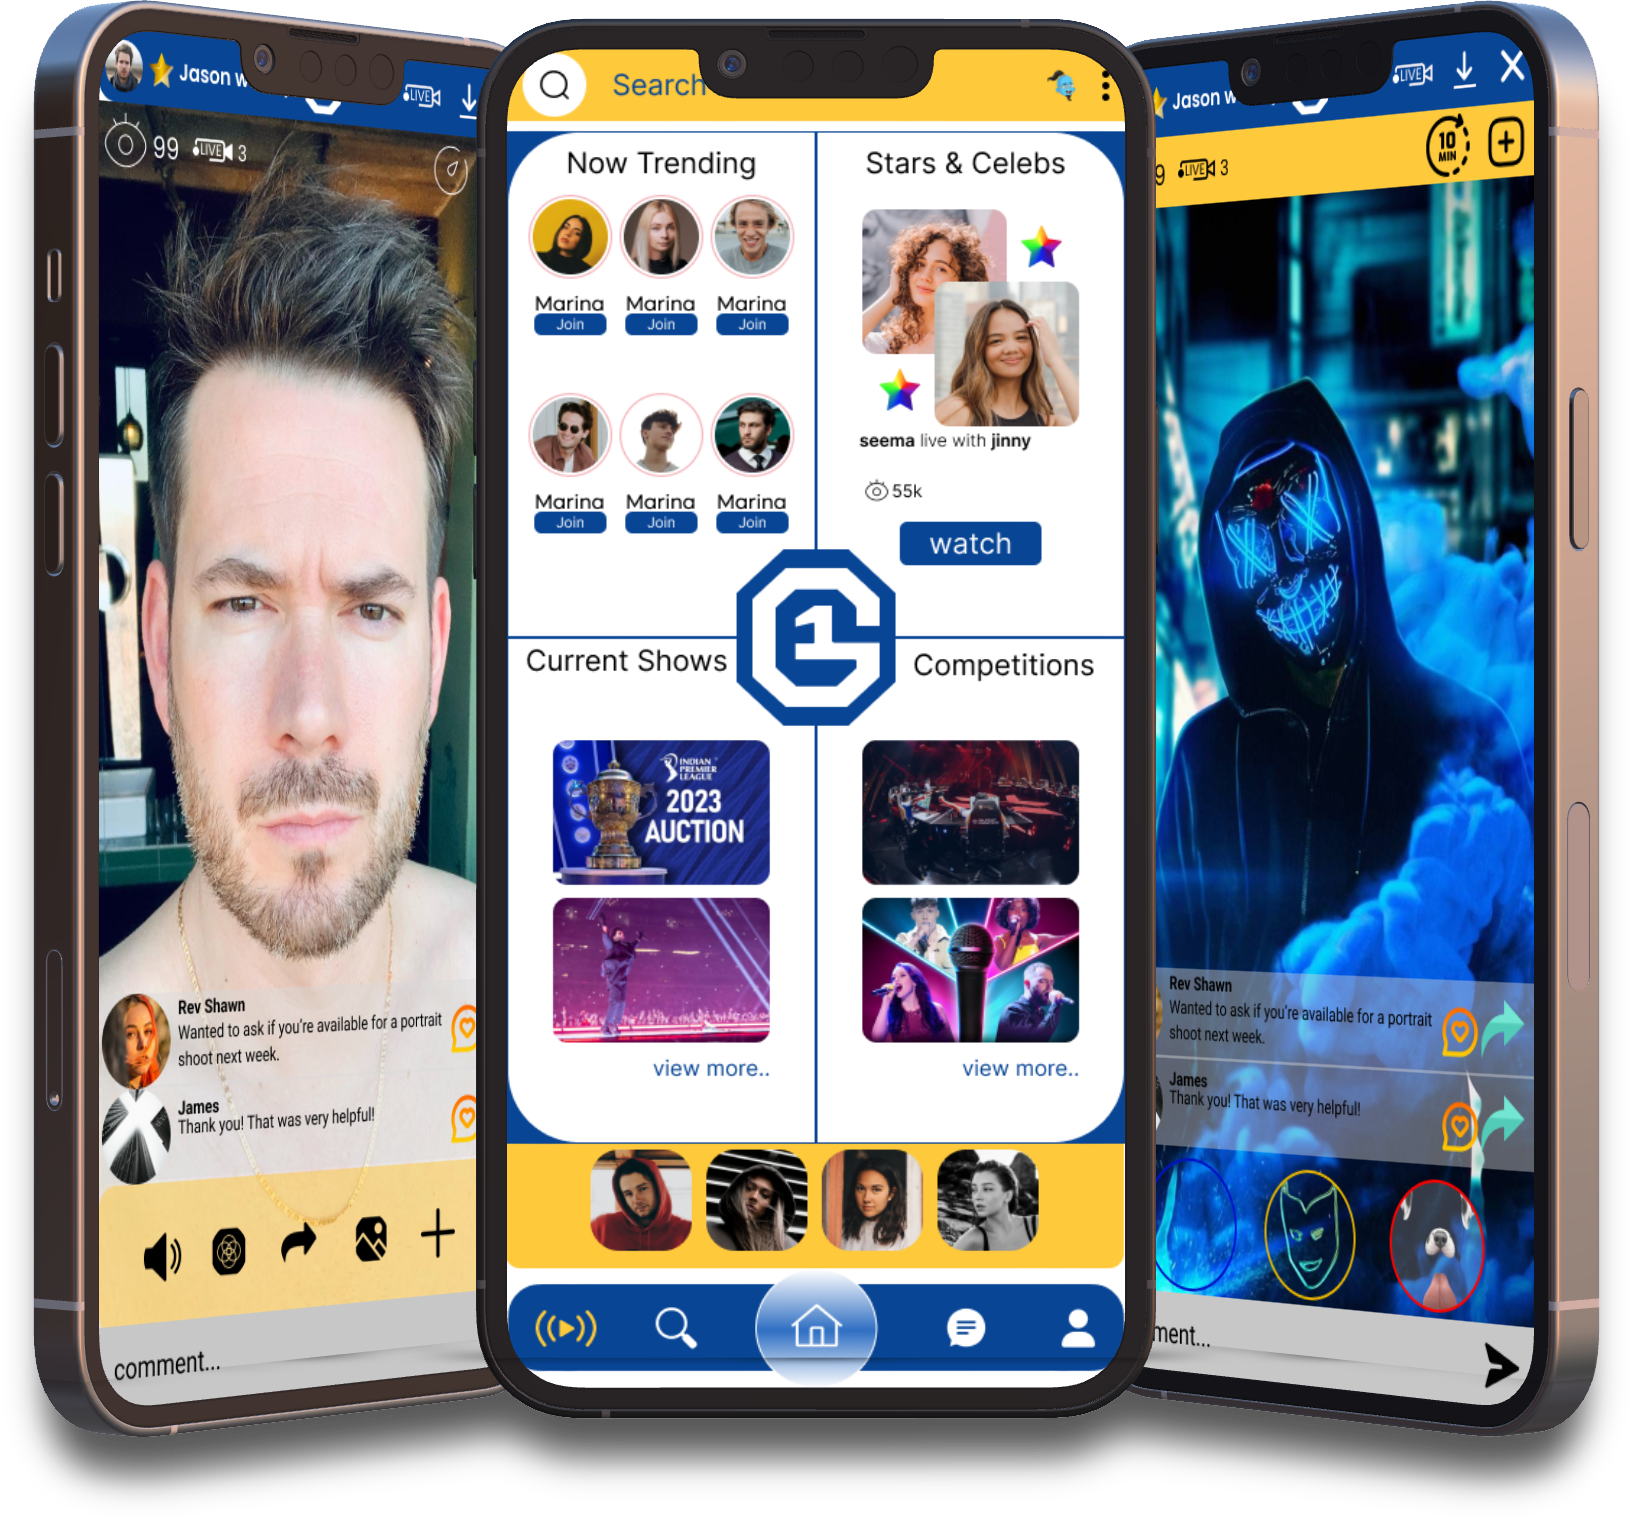 Jason w
LIVE
99
LIVE 3
Rev Shawn
Wanted to ask if you're available for a portrait
shoot next week.
James
Thank you! That was very helpful!
comment...
Search
Now Trending
Marina Marina Marina
Join Join Join
Marina Marina Marina
Join Join Join
Stars & Celebs
seema live with jinny
55k
watch
G1
Current Shows
INDIAN
PREMIER
LEAGUE
2023
AUCTION
view more..
Competitions
view more..
Jason w
LIVE
9 LIVE 3
10
MIN
Rev Shawn
Wanted to ask if you're available for a portrait
shoot next week.
James
Thank you! That was very helpful!
ment...